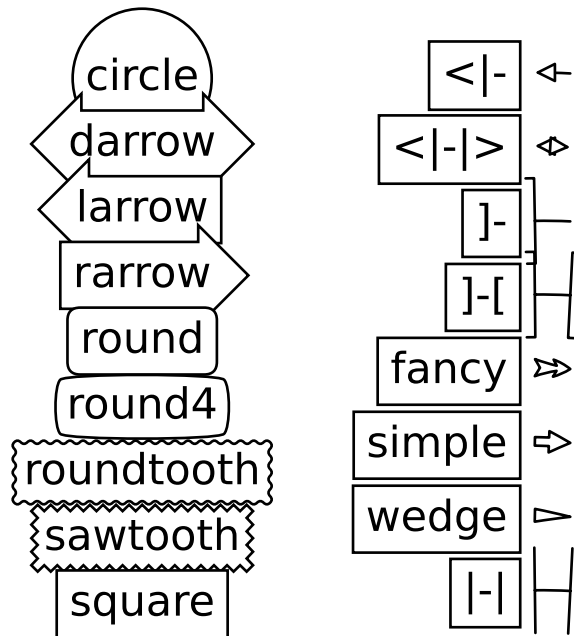 circle
darrow
larrow
rarrow
round
round4
roundtooth
sawtooth
square
<|-
<|-|>
]-
]-[
fancy
simple
wedge
|-|